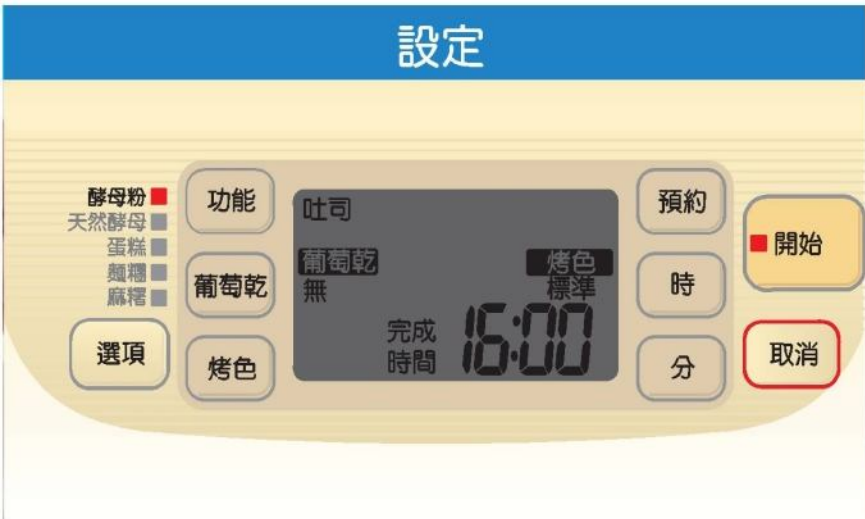 設定
酵母粉
天然酵母
蛋糕
麵糰
麻糬
選項
功能
葡萄乾
烤色
吐司
葡萄乾
烤色
無
標準
完成
時間
16:00
預約
時
分
開始
取消